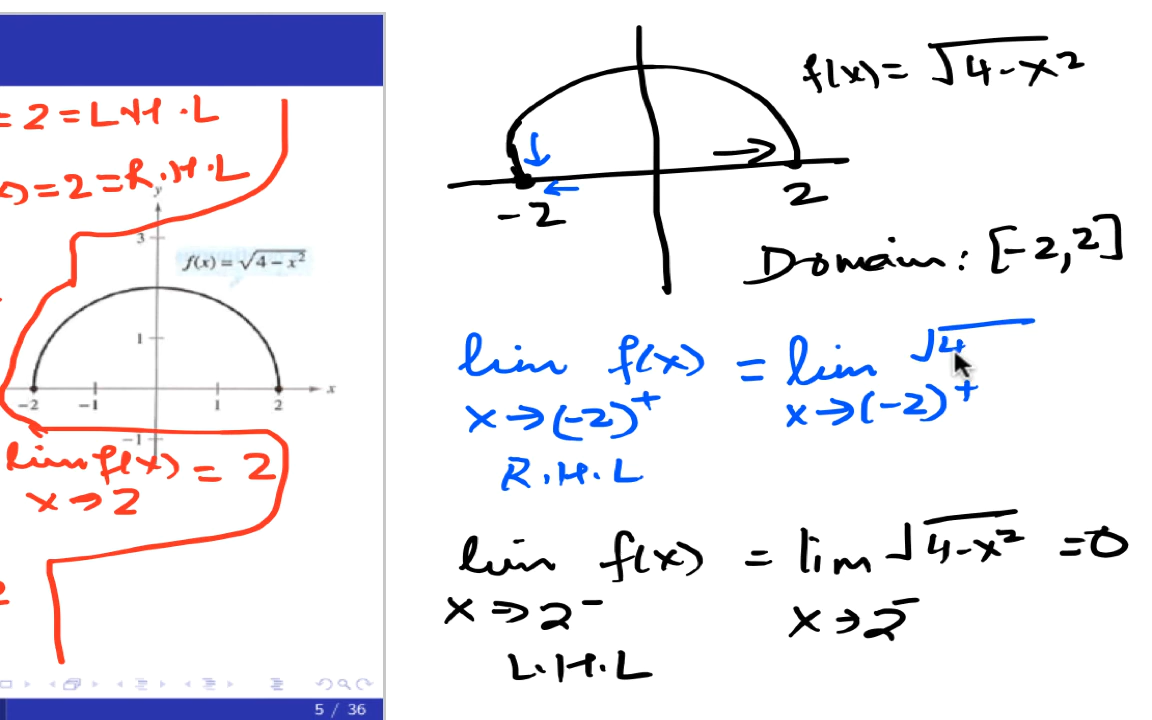 = 2 = L.H.L
x) = 2 = R.H.L
y
3
f(x) = √4 − x²
1
-2 -1 1 2 x
-1
lim f(x) = 2
x → 2
5 / 36
f(x) = √4-x²
-2 2
Domain : [-2,2]
lim f(x) = lim √4
x → (-2)⁺ x → (-2)⁺
R.H.L
lim f(x) = lim √4-x² = 0
x → 2⁻ x → 2⁻
L.H.L